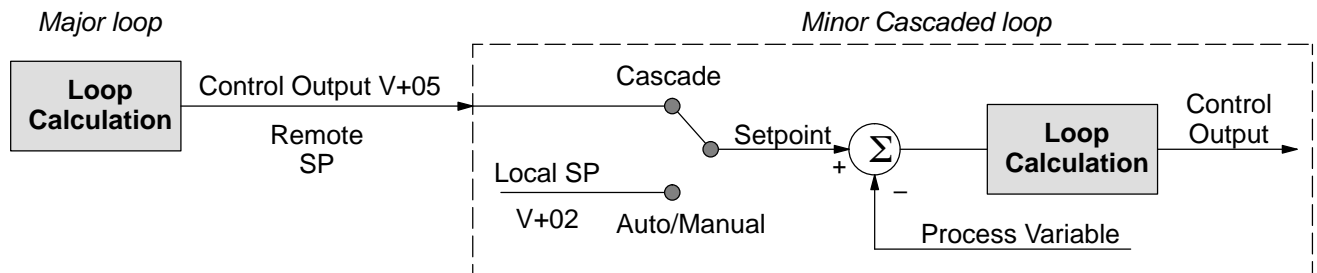 Major loop
Minor Cascaded loop
Loop
Calculation
Control Output V+05
Remote
SP
Cascade
Local SP
V+02
Auto/Manual
Setpoint
+
Σ
−
Process Variable
Loop
Calculation
Control
Output